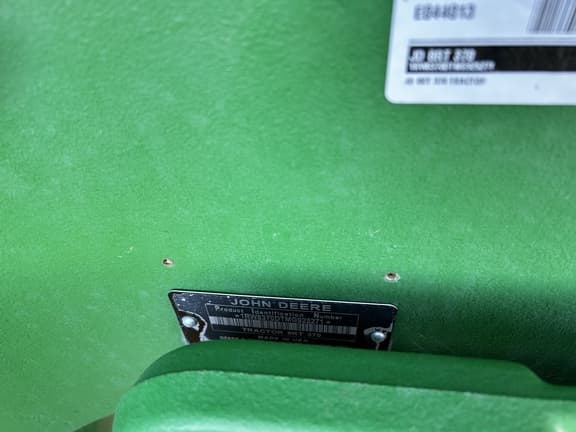 E044013
JD 8RT 370
JD 8RT 370 TRACTOR
JOHN DEERE
Product Identification Number
TRACTOR 8RT 370
MADE IN USA